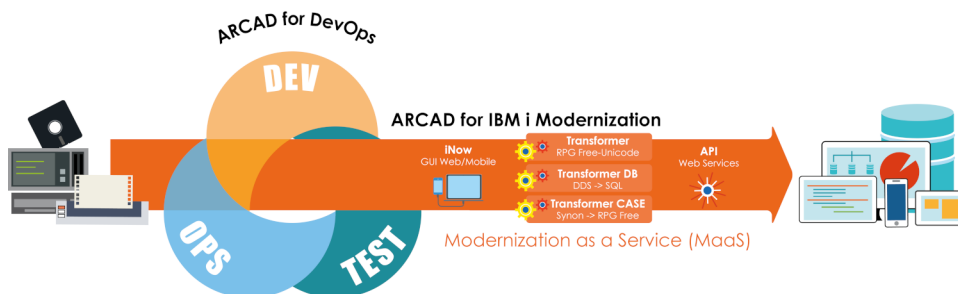 ARCAD for DevOps
DEV
OPS
TEST
ARCAD for IBM i Modernization
iNow
GUI Web/Mobile
Transformer
RPG Free-Unicode
Transformer DB
DDS -> SQL
Transformer CASE
Synon -> RPG Free
API
Web Services
Modernization as a Service (MaaS)